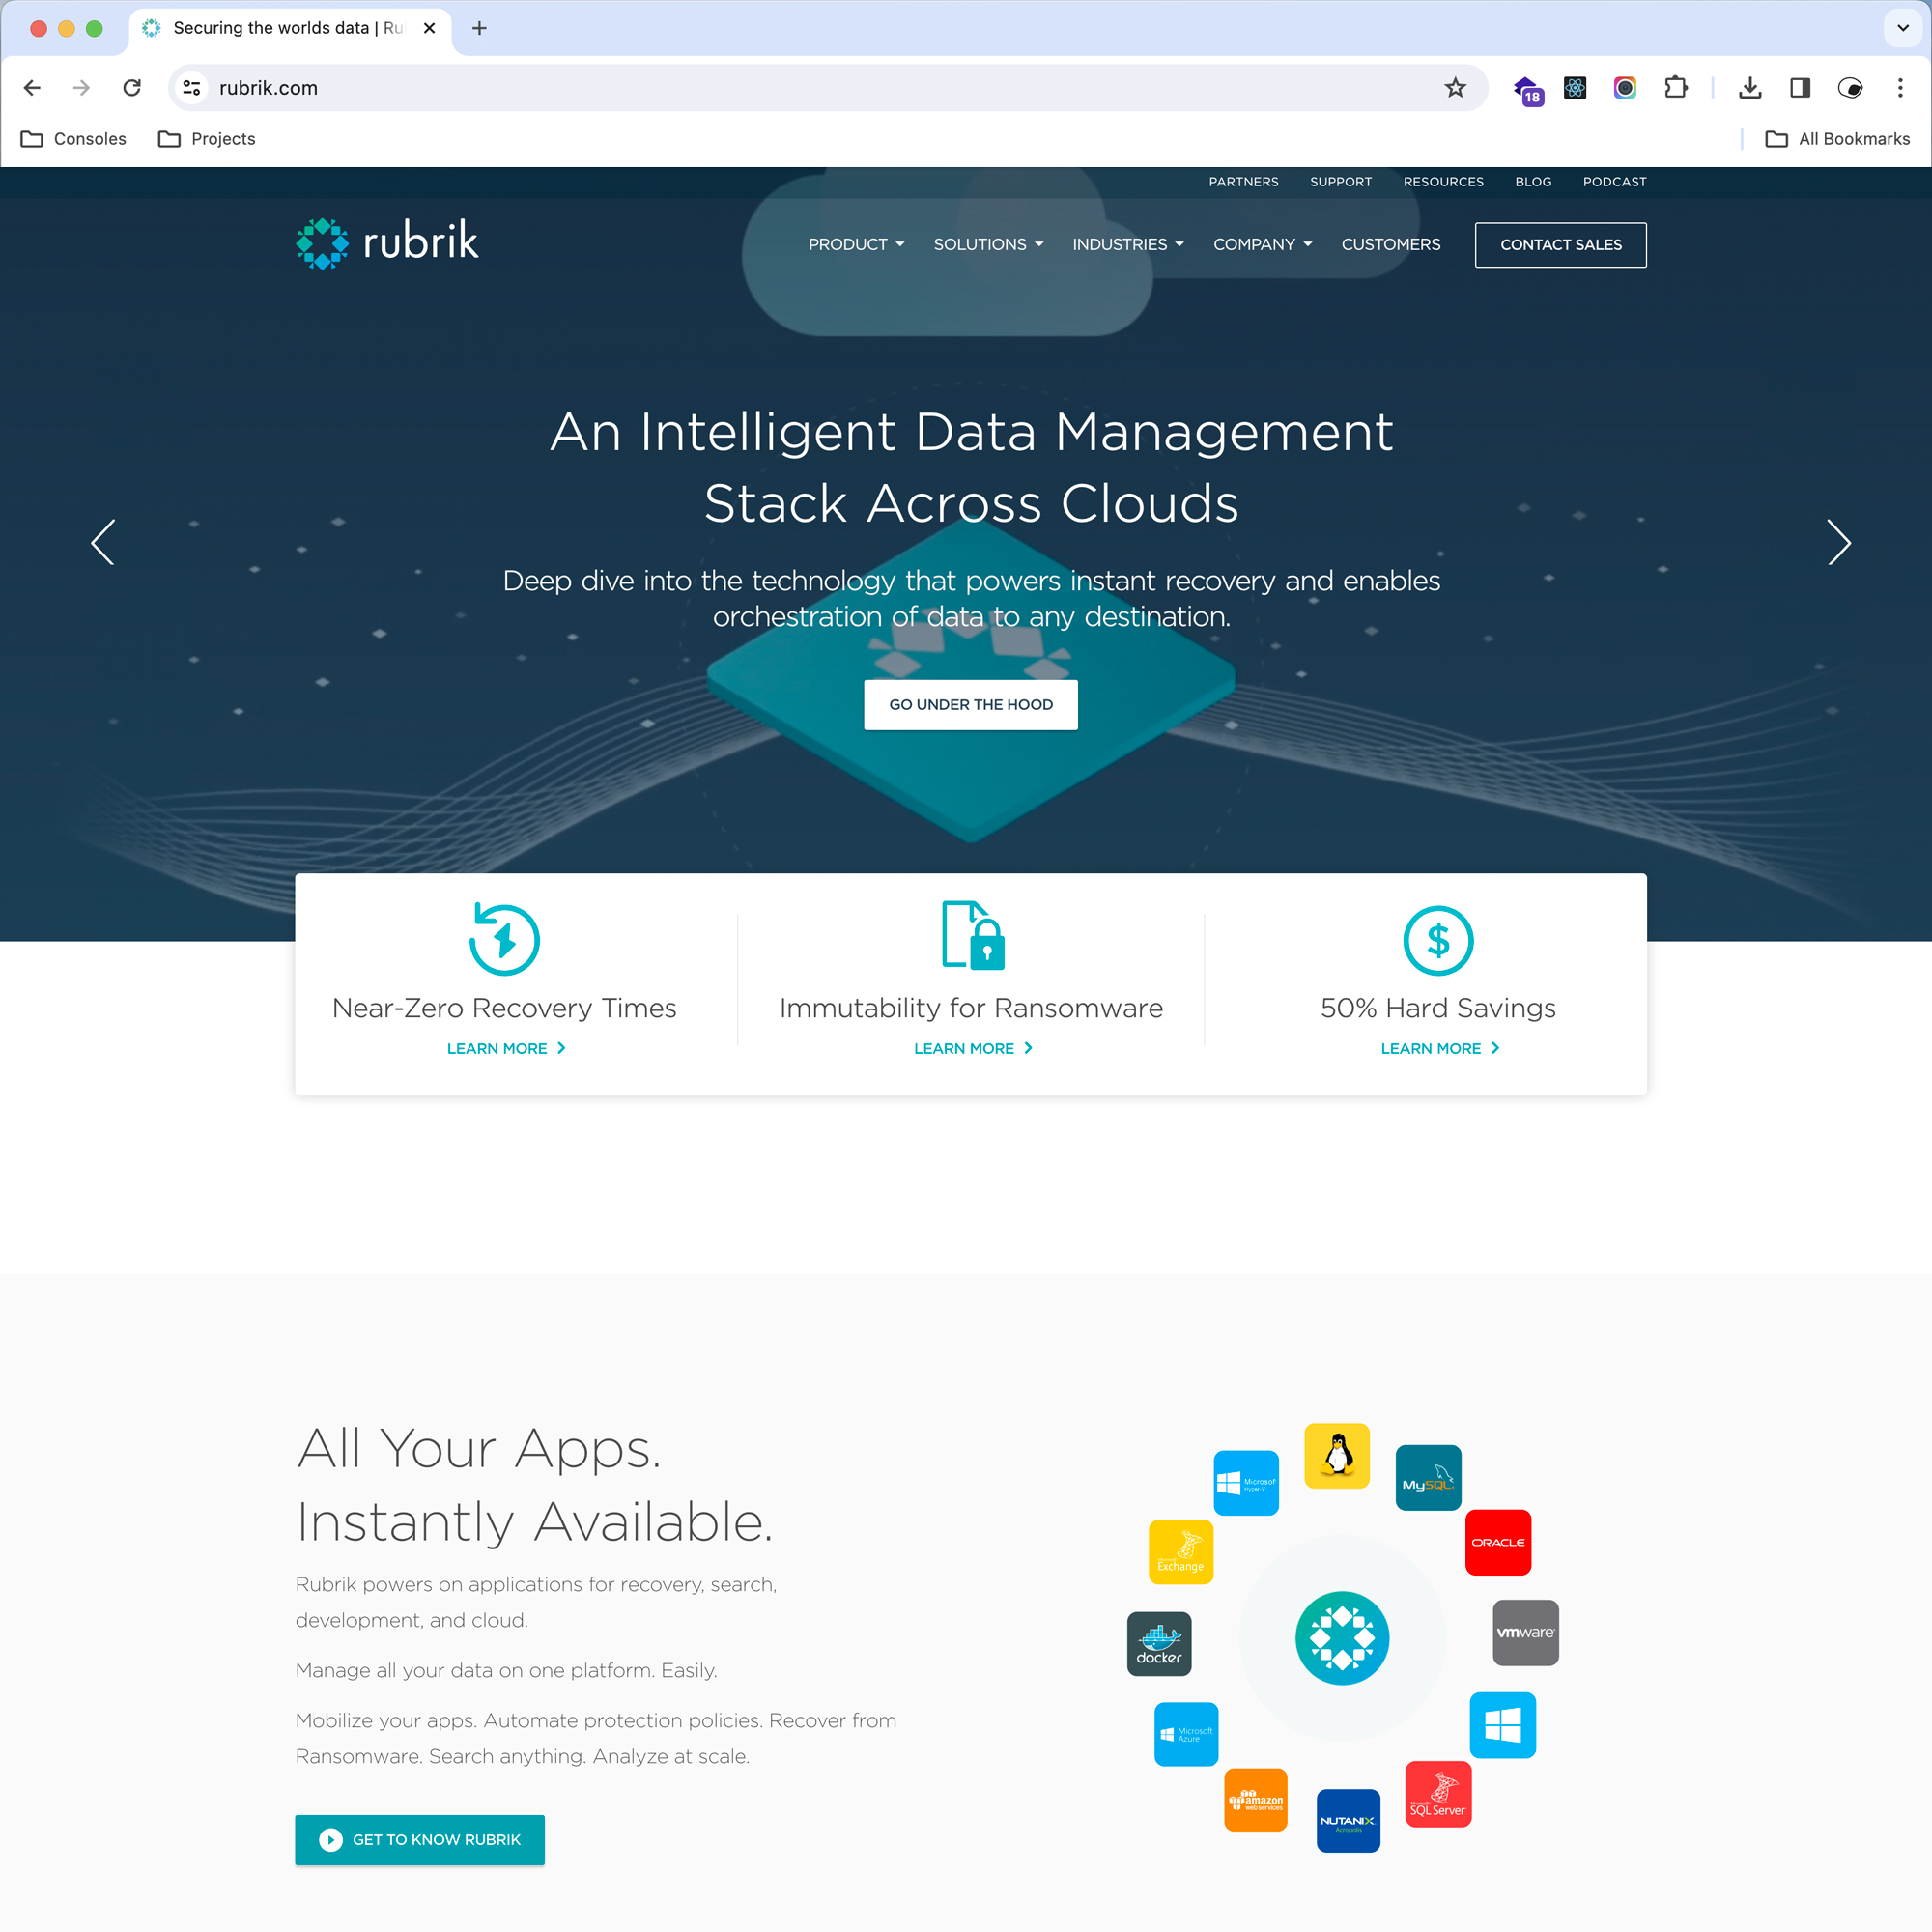 Securing the worlds data | Ru
rubrik.com
18
Consoles
Projects
All Bookmarks
PARTNERS
SUPPORT
RESOURCES
BLOG
PODCAST
rubrik
PRODUCT
SOLUTIONS
INDUSTRIES
COMPANY
CUSTOMERS
CONTACT SALES
An Intelligent Data Management
Stack Across Clouds
Deep dive into the technology that powers instant recovery and enables
orchestration of data to any destination.
GO UNDER THE HOOD
$
Near-Zero Recovery Times
Immutability for Ransomware
50% Hard Savings
LEARN MORE
LEARN MORE
LEARN MORE
All Your Apps.
Instantly Available.
Rubrik powers on applications for recovery, search,
development, and cloud.
Manage all your data on one platform. Easily.
Mobilize your apps. Automate protection policies. Recover from
Ransomware. Search anything. Analyze at scale.
GET TO KNOW RUBRIK
Microsoft
Hyper-V
MySQL
ORACLE
Microsoft
Exchange
vmware
docker
Microsoft
Azure
Microsoft
SQL Server
amazon
web services
NUTANIX
Acropolis